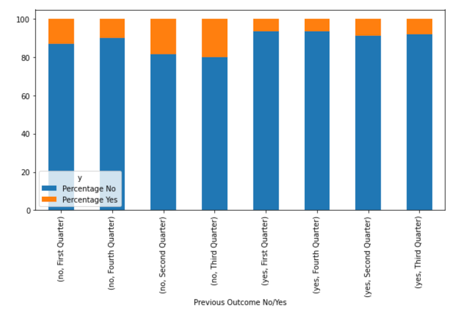 100
80
60
40
20
0
y
Percentage No
Percentage Yes
(no, First Quarter)
(no, Fourth Quarter)
(no, Second Quarter)
(no, Third Quarter)
(yes, First Quarter)
(yes, Fourth Quarter)
(yes, Second Quarter)
(yes, Third Quarter)
Previous Outcome No/Yes